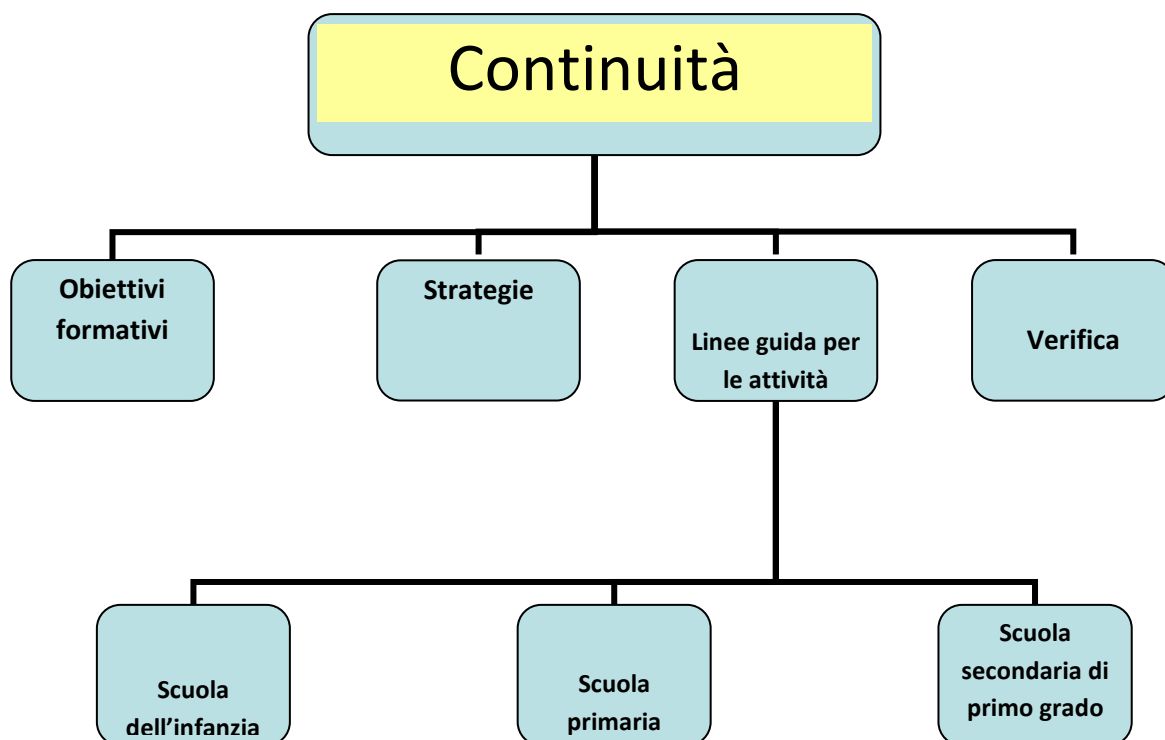 Continuità
Obiettivi
formativi
Strategie
Linee guida per
le attività
Verifica
Scuola
dell’infanzia
Scuola
primaria
Scuola
secondaria di
primo grado